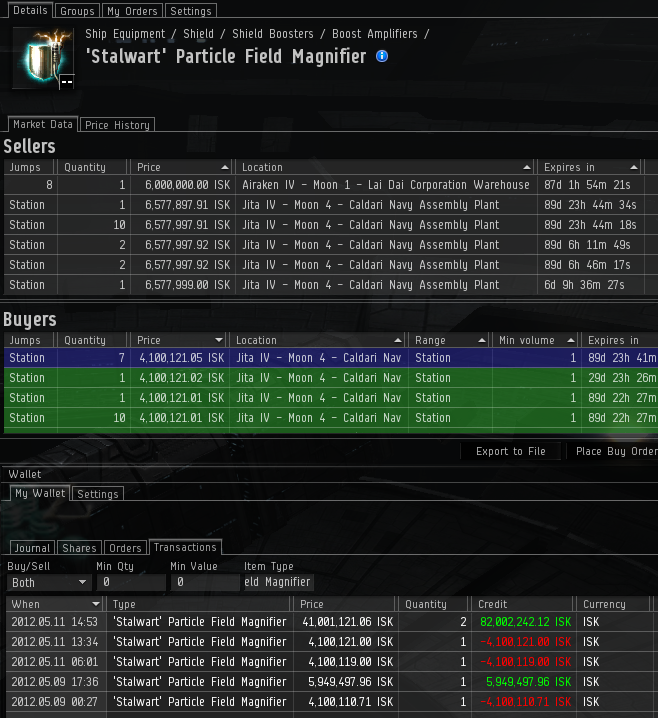 Details Groups My Orders Settings
Ship Equipment / Shield / Shield Boosters / Boost Amplifiers /
'Stalwart' Particle Field Magnifier
--
Market Data Price History
Sellers
Jumps Quantity Price Location Expires in
8 1 6,000,000.00 ISK Airaken IV - Moon 1 - Lai Dai Corporation Warehouse 87d 1h 54m 21s
Station 1 6,577,897.91 ISK Jita IV - Moon 4 - Caldari Navy Assembly Plant 89d 23h 44m 34s
Station 10 6,577,897.91 ISK Jita IV - Moon 4 - Caldari Navy Assembly Plant 89d 23h 44m 18s
Station 2 6,577,997.92 ISK Jita IV - Moon 4 - Caldari Navy Assembly Plant 89d 6h 11m 49s
Station 2 6,577,997.92 ISK Jita IV - Moon 4 - Caldari Navy Assembly Plant 89d 6h 46m 17s
Station 1 6,577,999.00 ISK Jita IV - Moon 4 - Caldari Navy Assembly Plant 6d 9h 36m 27s
Buyers
Jumps Quantity Price Location Range Min volume Expires in
Station 7 4,100,121.05 ISK Jita IV - Moon 4 - Caldari Nav Station 1 89d 23h 41m
Station 1 4,100,121.02 ISK Jita IV - Moon 4 - Caldari Nav Station 1 29d 23h 26m
Station 1 4,100,121.01 ISK Jita IV - Moon 4 - Caldari Nav Station 1 89d 22h 27m
Station 10 4,100,121.01 ISK Jita IV - Moon 4 - Caldari Nav Station 1 89d 22h 27m
Export to File Place Buy Order
Wallet
My Wallet Settings
Journal Shares Orders Transactions
Buy/Sell Min Qty Min Value Item Type
Both 0 0 eld Magnifier
When Type Price Quantity Credit Currency
2012.05.11 14:53 'Stalwart' Particle Field Magnifier 41,001,121.06 ISK 2 82,002,242.12 ISK ISK
2012.05.11 13:34 'Stalwart' Particle Field Magnifier 4,100,121.00 ISK 1 -4,100,121.00 ISK ISK
2012.05.11 06:01 'Stalwart' Particle Field Magnifier 4,100,119.00 ISK 1 -4,100,119.00 ISK ISK
2012.05.09 17:36 'Stalwart' Particle Field Magnifier 5,949,497.96 ISK 1 5,949,497.96 ISK ISK
2012.05.09 00:27 'Stalwart' Particle Field Magnifier 4,100,110.71 ISK 1 -4,100,110.71 ISK ISK